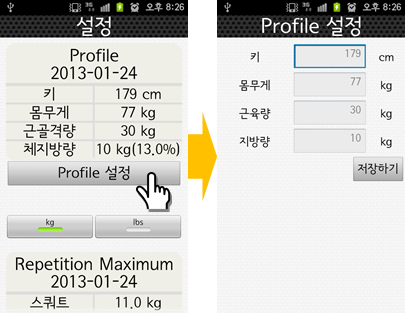 오후 8:26
설정
Profile
2013-01-24
키 179 cm
몸무게 77 kg
근골격량 30 kg
체지방량 10 kg(13.0%)
Profile 설정
kg lbs
Repetition Maximum
2013-01-24
스쿼트 11.0 kg
오후 8:26
Profile 설정
키 179 cm
몸무게 77 kg
근육량 30 kg
지방량 10 kg
저장하기